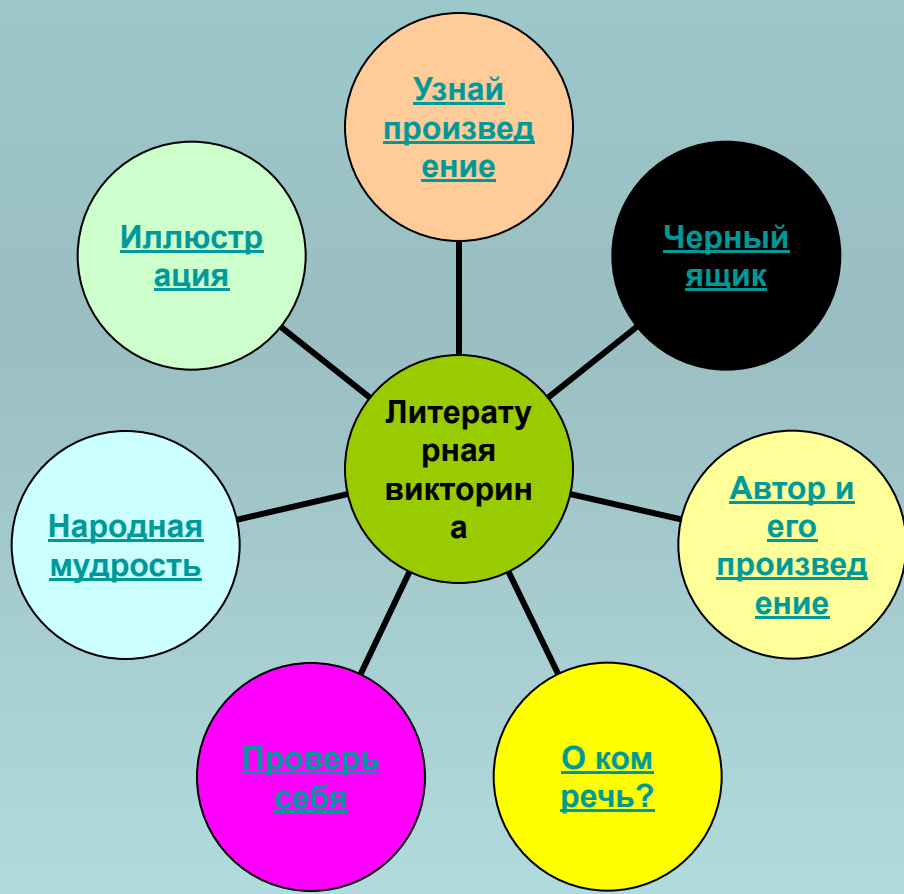 Узнай
произвед
ение
Иллюстр
ация
Черный
ящик
Литерату
рная
викторин
а
Народная
мудрость
Автор и
его
произвед
ение
Проверь
себя
О ком
речь?